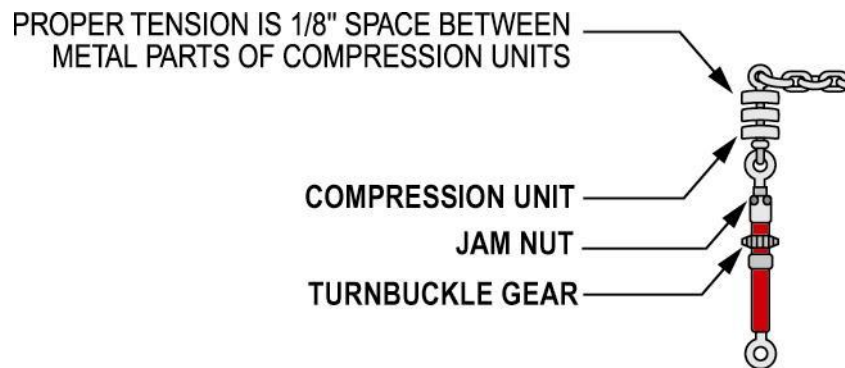 PROPER TENSION IS 1/8" SPACE BETWEEN
METAL PARTS OF COMPRESSION UNITS
COMPRESSION UNIT
JAM NUT
TURNBUCKLE GEAR